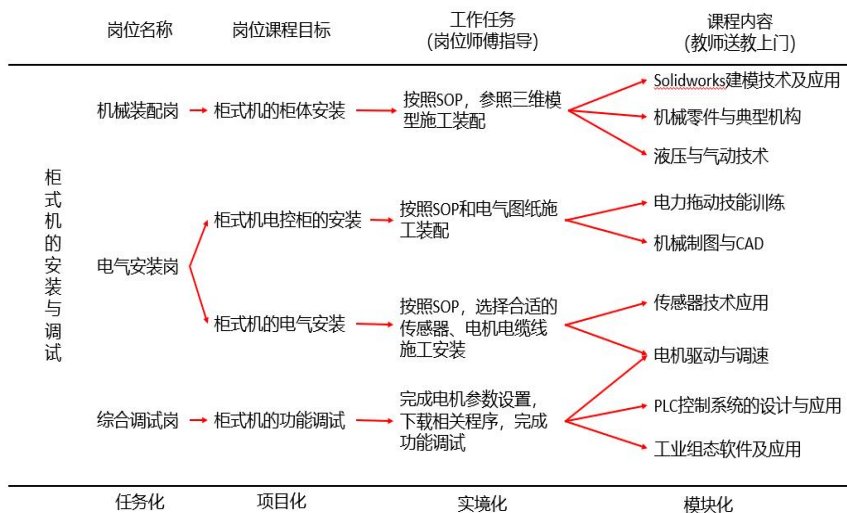 岗位名称
岗位课程目标
工作任务
(岗位师傅指导)
课程内容
(教师送教上门)
柜式机的安装与调试
机械装配岗
柜式机的柜体安装
按照SOP，参照三维模
型施工装配
Solidworks建模技术及应用
机械零件与典型机构
液压与气动技术
电气安装岗
柜式机电控柜的安装
按照SOP和电气图纸施
工装配
电力拖动技能训练
机械制图与CAD
柜式机的电气安装
按照SOP，选择合适的
传感器、电机电缆线
施工安装
传感器技术应用
电机驱动与调速
综合调试岗
柜式机的功能调试
完成电机参数设置，
下载相关程序，完成
功能调试
PLC控制系统的设计与应用
工业组态软件及应用
任务化
项目化
实境化
模块化